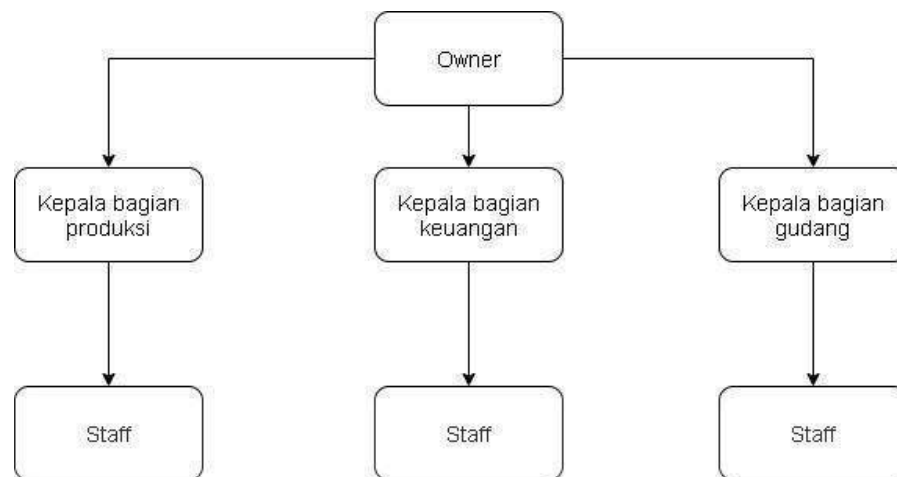 Owner
Kepala bagian
produksi
Kepala bagian
keuangan
Kepala bagian
gudang
Staff
Staff
Staff